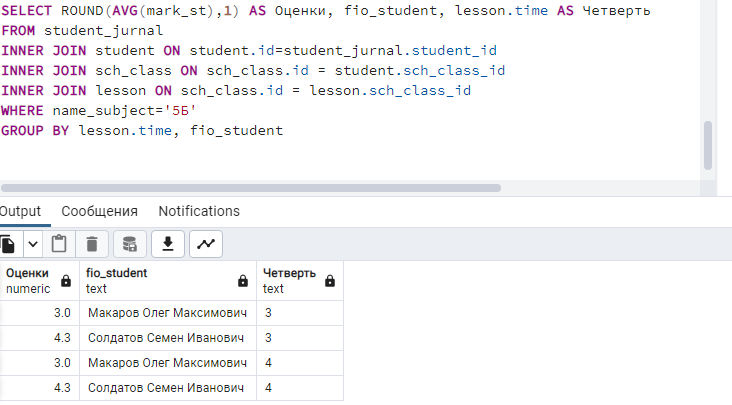 SELECT ROUND(AVG(mark_st),1) AS Оценки, fio_student, lesson.time AS Четверть
FROM student_jurnal
INNER JOIN student ON student.id=student_jurnal.student_id
INNER JOIN sch_class ON sch_class.id = student.sch_class_id
INNER JOIN lesson ON sch_class.id = lesson.sch_class_id
WHERE name_subject='5Б'
GROUP BY lesson.time, fio_student
Output Сообщения Notifications
Оценки fio_student Четверть
numeric text text
3.0 Макаров Олег Максимович 3
4.3 Солдатов Семен Иванович 3
3.0 Макаров Олег Максимович 4
4.3 Солдатов Семен Иванович 4